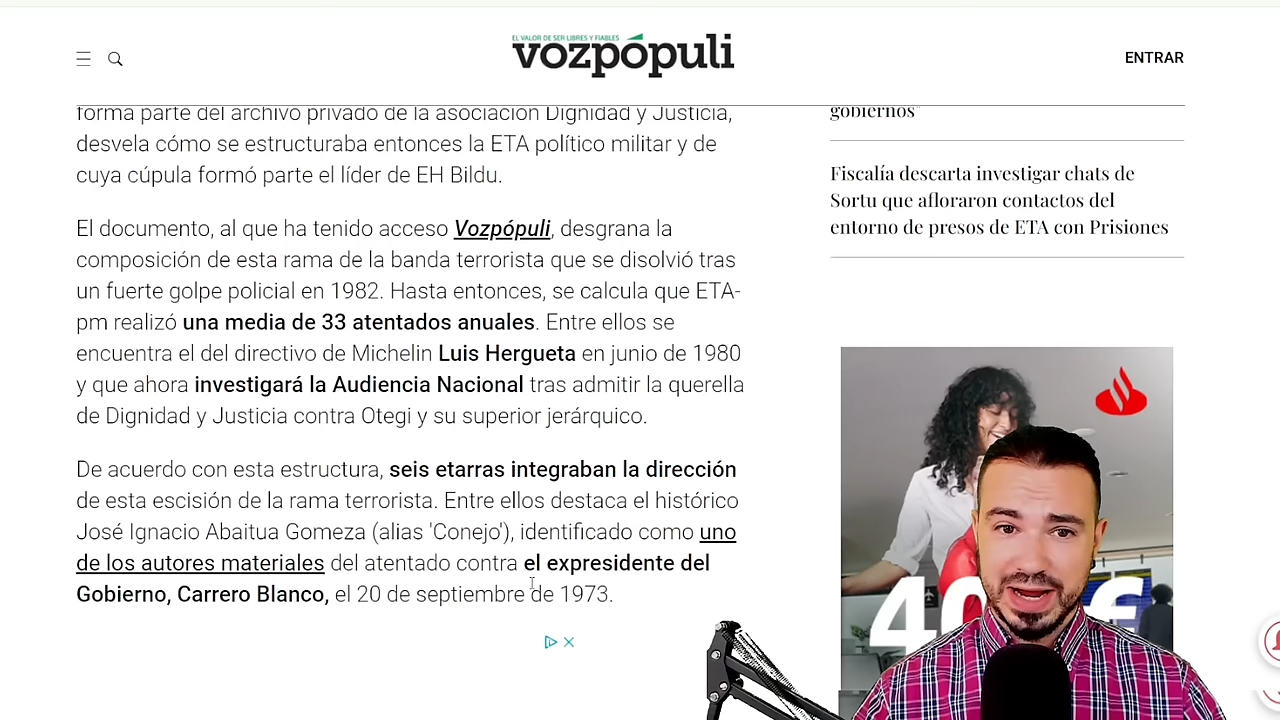 EL VALOR DE SER LIBRES Y FIABLES
vozpópuli
ENTRAR
forma parte del archivo privado de la asociación Dignidad y Justicia,
desvela cómo se estructuraba entonces la ETA político militar y de
cuya cúpula formó parte el líder de EH Bildu.
El documento, al que ha tenido acceso Vozpópuli, desgrana la
composición de esta rama de la banda terrorista que se disolvió tras
un fuerte golpe policial en 1982. Hasta entonces, se calcula que ETA-
pm realizó una media de 33 atentados anuales. Entre ellos se
encuentra el del directivo de Michelin Luis Hergueta en junio de 1980
y que ahora investigará la Audiencia Nacional tras admitir la querella
de Dignidad y Justicia contra Otegi y su superior jerárquico.
De acuerdo con esta estructura, seis etarras integraban la dirección
de esta escisión de la rama terrorista. Entre ellos destaca el histórico
José Ignacio Abaitua Gomeza (alias 'Conejo'), identificado como uno
de los autores materiales del atentado contra el expresidente del
Gobierno, Carrero Blanco, el 20 de septiembre de 1973.
gobiernos"
Fiscalía descarta investigar chats de
Sortu que afloraron contactos del
entorno de presos de ETA con Prisiones
40 €